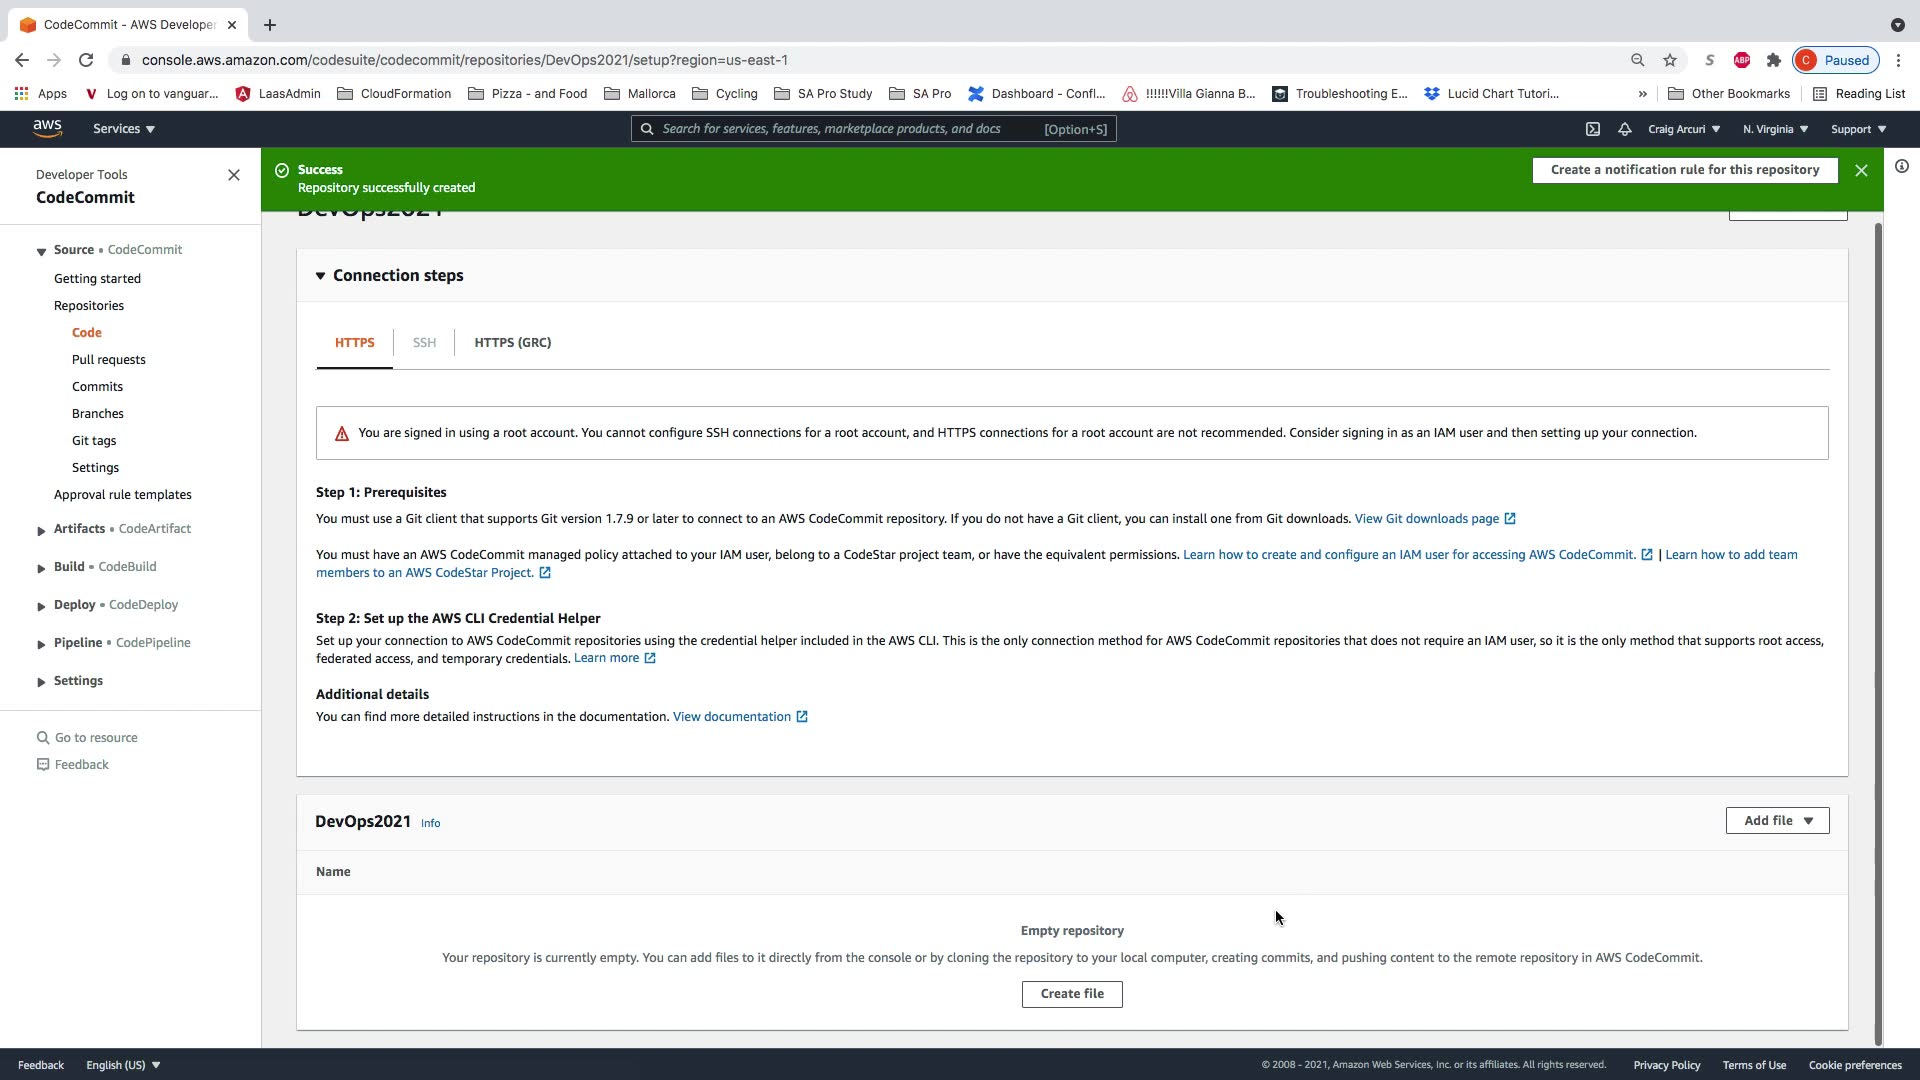 CodeCommit - AWS Developer
console.aws.amazon.com/codesuite/codecommit/repositories/DevOps2021/setup?region=us-east-1
S
ABP
C
Paused
Apps
Log on to vanguar...
LaasAdmin
CloudFormation
Pizza - and Food
Mallorca
Cycling
SA Pro Study
SA Pro
Dashboard - Confl...
!!!!!!Villa Gianna B...
Troubleshooting E...
Lucid Chart Tutori...
»
Other Bookmarks
Reading List
aws
Services
Search for services, features, marketplace products, and docs
[Option+S]
Craig Arcuri
N. Virginia
Support
Developer Tools
CodeCommit
Source • CodeCommit
Getting started
Repositories
Code
Pull requests
Commits
Branches
Git tags
Settings
Approval rule templates
Artifacts • CodeArtifact
Build • CodeBuild
Deploy • CodeDeploy
Pipeline • CodePipeline
Settings
Go to resource
Feedback
Success
Repository successfully created
Create a notification rule for this repository
DevOps2021
Connection steps
HTTPS
SSH
HTTPS (GRC)
You are signed in using a root account. You cannot configure SSH connections for a root account, and HTTPS connections for a root account are not recommended. Consider signing in as an IAM user and then setting up your connection.
Step 1: Prerequisites
You must use a Git client that supports Git version 1.7.9 or later to connect to an AWS CodeCommit repository. If you do not have a Git client, you can install one from Git downloads. View Git downloads page
You must have an AWS CodeCommit managed policy attached to your IAM user, belong to a CodeStar project team, or have the equivalent permissions. Learn how to create and configure an IAM user for accessing AWS CodeCommit. | Learn how to add team
members to an AWS CodeStar Project.
Step 2: Set up the AWS CLI Credential Helper
Set up your connection to AWS CodeCommit repositories using the credential helper included in the AWS CLI. This is the only connection method for AWS CodeCommit repositories that does not require an IAM user, so it is the only method that supports root access,
federated access, and temporary credentials. Learn more
Additional details
You can find more detailed instructions in the documentation. View documentation
DevOps2021 Info
Add file
Name
Empty repository
Your repository is currently empty. You can add files to it directly from the console or by cloning the repository to your local computer, creating commits, and pushing content to the remote repository in AWS CodeCommit.
Create file
Feedback
English (US)
© 2008 - 2021, Amazon Web Services, Inc. or its affiliates. All rights reserved.
Privacy Policy
Terms of Use
Cookie preferences